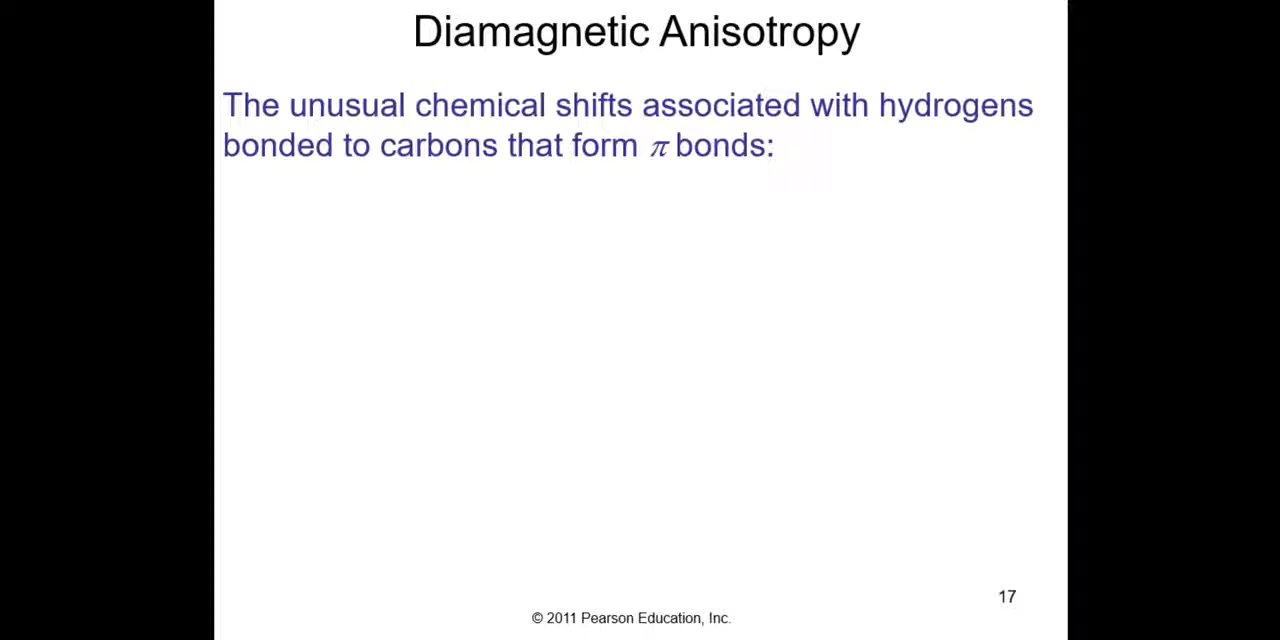 Diamagnetic Anisotropy
The unusual chemical shifts associated with hydrogens
bonded to carbons that form π bonds:
17
© 2011 Pearson Education, Inc.